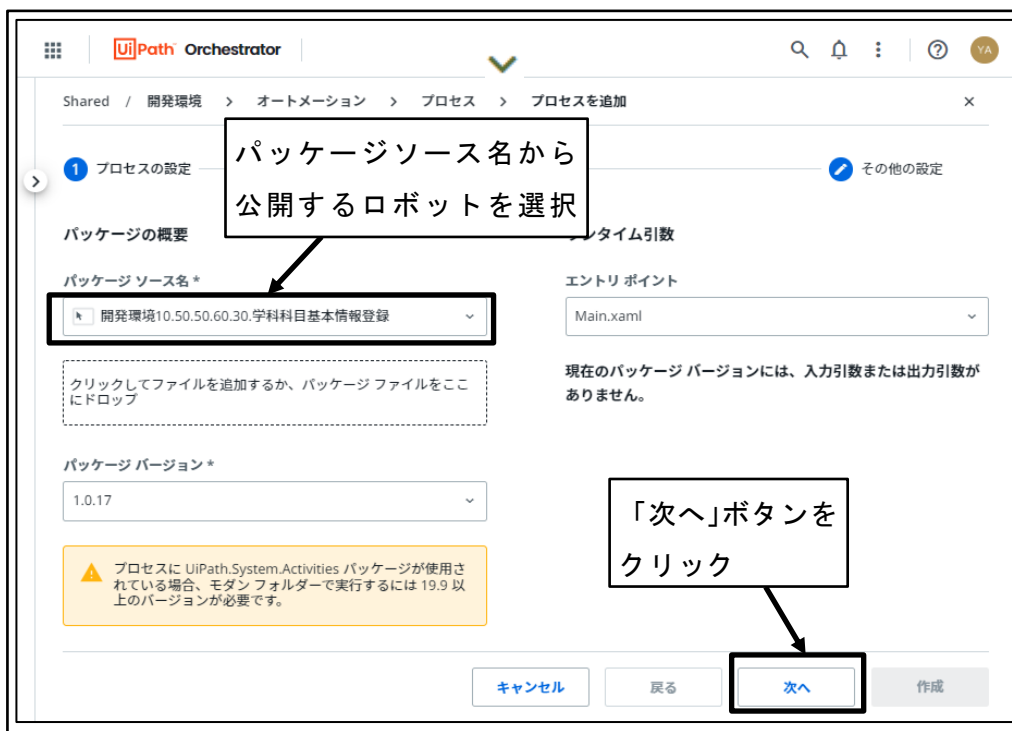 UiPath Orchestrator
YA
Shared / 開発環境 > オートメーション > プロセス > プロセスを追加 ×
パッケージソース名から
公開するロボットを選択
1 プロセスの設定
その他の設定
パッケージの概要
ンタイム引数
パッケージ ソース名 *
エントリ ポイント
開発環境10.50.50.60.30.学科科目基本情報登録
Main.xaml
クリックしてファイルを追加するか、パッケージ ファイルをここ
にドロップ
現在のパッケージ バージョンには、入力引数または出力引数が
ありません。
パッケージ バージョン *
1.0.17
「次へ」ボタンを
クリック
プロセスに UiPath.System.Activities パッケージが使用さ
れている場合、モダン フォルダーで実行するには 19.9 以
上のバージョンが必要です。
キャンセル
戻る
次へ
作成